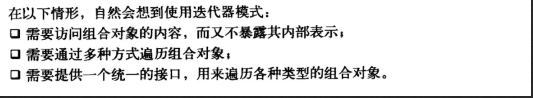 在以下情形，自然会想到使用迭代器模式：
❑ 需要访问组合对象的内容，而又不暴露其内部表示；
❑ 需要通过多种方式遍历组合对象；
❑ 需要提供一个统一的接口，用来遍历各种类型的组合对象。